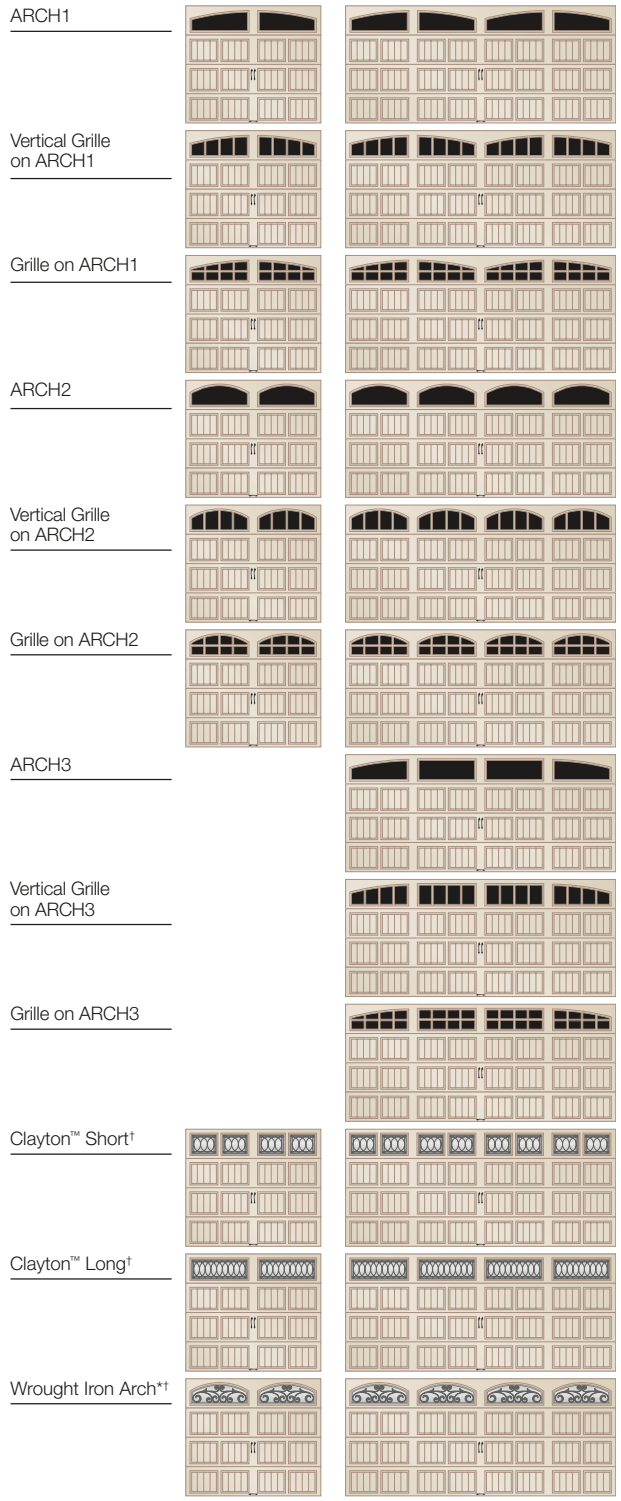 ARCH1
Vertical Grille
on ARCH1
Grille on ARCH1
ARCH2
Vertical Grille
on ARCH2
Grille on ARCH2
ARCH3
Vertical Grille
on ARCH3
Grille on ARCH3
Clayton™ Short†
Clayton™ Long†
Wrought Iron Arch*†